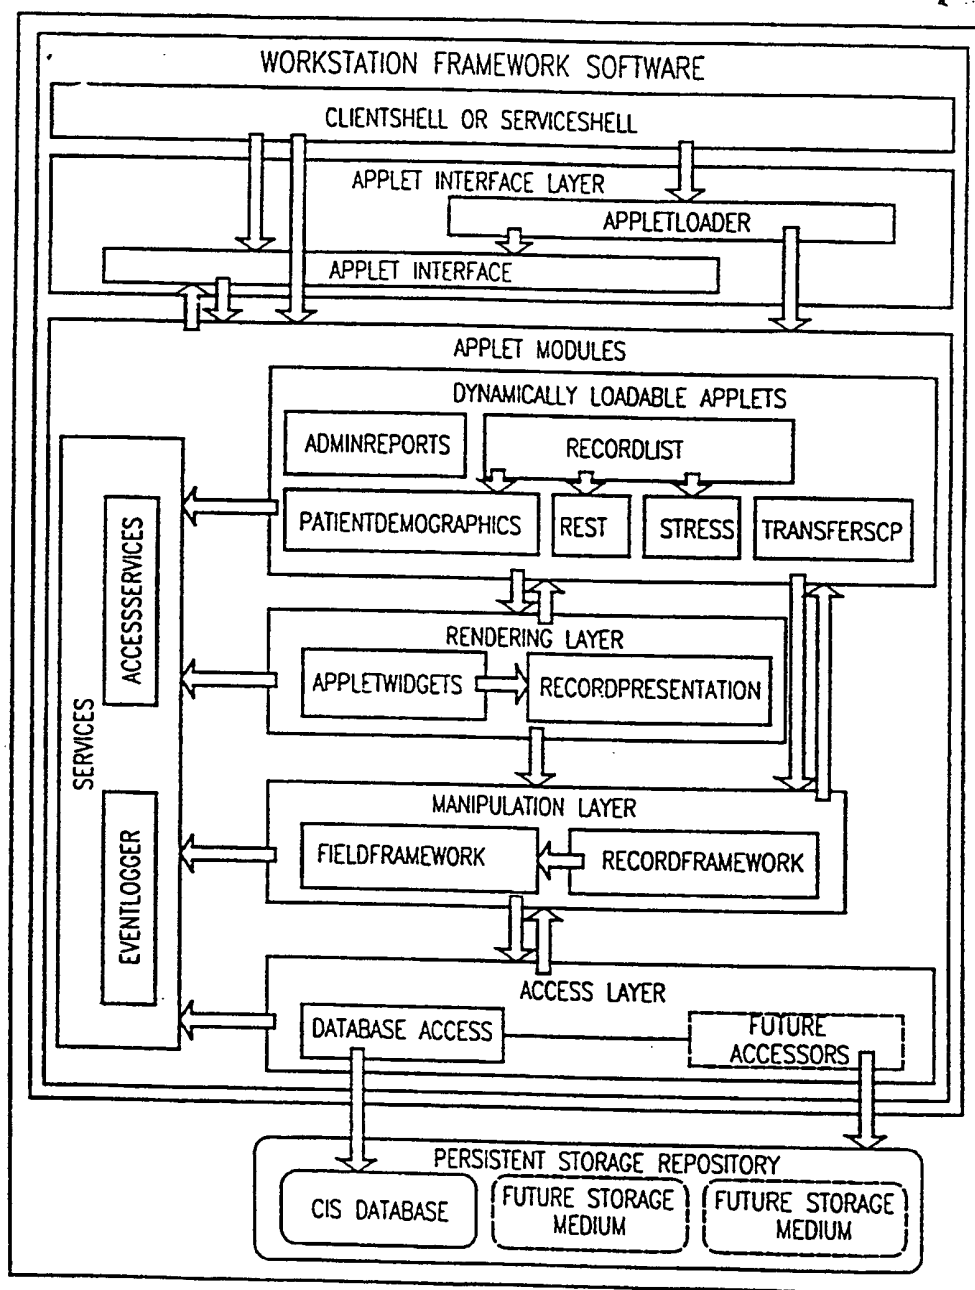 WORKSTATION FRAMEWORK SOFTWARE
CLIENTSHELL OR SERVICESHELL
APPLET INTERFACE LAYER
APPLETLOADER
APPLET INTERFACE
APPLET MODULES
DYNAMICALLY LOADABLE APPLETS
ADMINREPORTS
RECORDLIST
PATIENTDEMOGRAPHICS
REST
STRESS
TRANSFERSCP
SERVICES
ACCESSSERVICES
EVENTLOGGER
RENDERING LAYER
APPLETWIDGETS
RECORDPRESENTATION
MANIPULATION LAYER
FIELDFRAMEWORK
RECORDFRAMEWORK
ACCESS LAYER
DATABASE ACCESS
FUTURE
ACCESSORS
PERSISTENT STORAGE REPOSITORY
CIS DATABASE
FUTURE STORAGE
MEDIUM
FUTURE STORAGE
MEDIUM